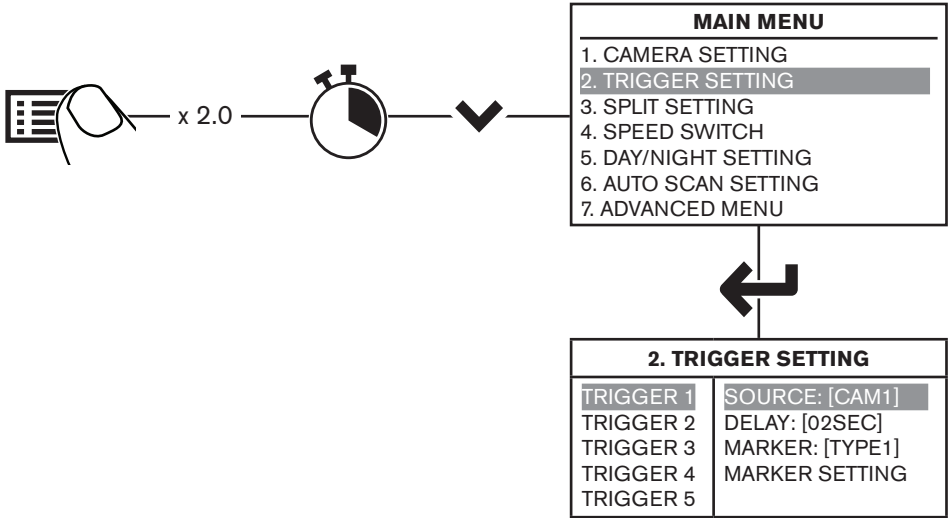 x 2.0
MAIN MENU
1. CAMERA SETTING
2. TRIGGER SETTING
3. SPLIT SETTING
4. SPEED SWITCH
5. DAY/NIGHT SETTING
6. AUTO SCAN SETTING
7. ADVANCED MENU
2. TRIGGER SETTING
TRIGGER 1 SOURCE: [CAM1]
TRIGGER 2 DELAY: [02SEC]
TRIGGER 3 MARKER: [TYPE1]
TRIGGER 4 MARKER SETTING
TRIGGER 5